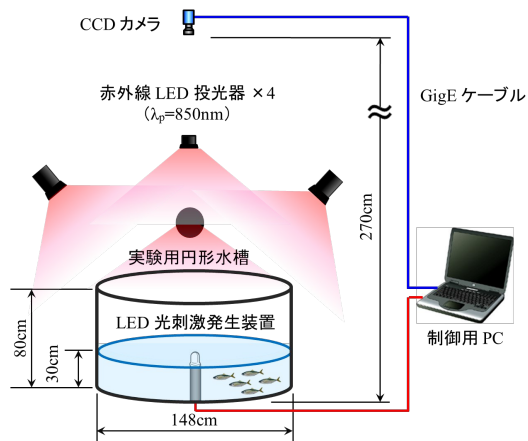 CCD カメラ
赤外線 LED 投光器 ×4
（λp=850nm）
GigE ケーブル
270cm
実験用円形水槽
LED 光刺激発生装置
80cm
30cm
制御用 PC
148cm